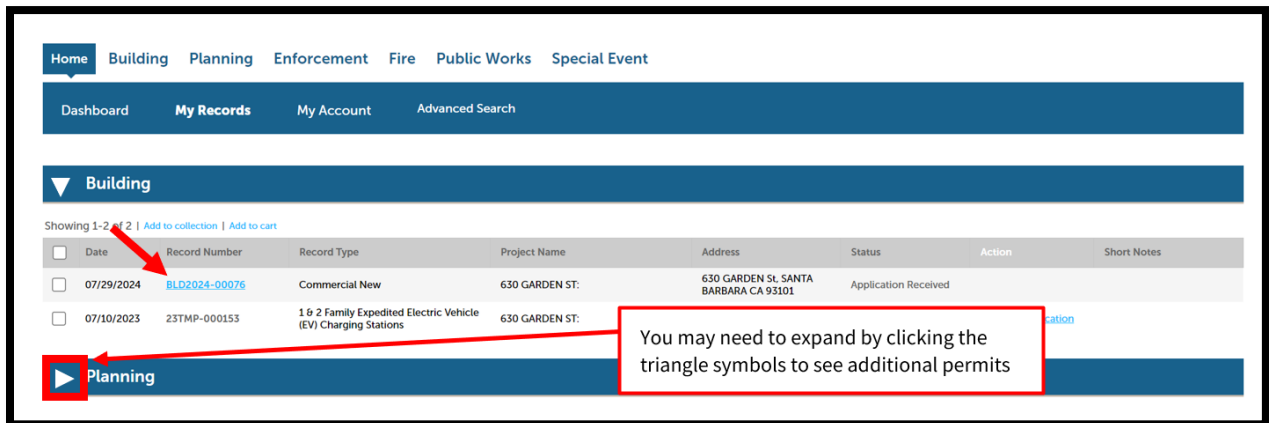 Home Building Planning Enforcement Fire Public Works Special Event
Dashboard My Records My Account Advanced Search
Building
Showing 1-2 of 2 | Add to collection | Add to cart
Date Record Number Record Type Project Name Address Status Action Short Notes
07/29/2024 BLD2024-00076 Commercial New 630 GARDEN ST: 630 GARDEN St, SANTA BARBARA CA 93101 Application Received
07/10/2023 23TMP-000153 1 & 2 Family Expedited Electric Vehicle (EV) Charging Stations 630 GARDEN ST:
You may need to expand by clicking the
triangle symbols to see additional permits
Planning